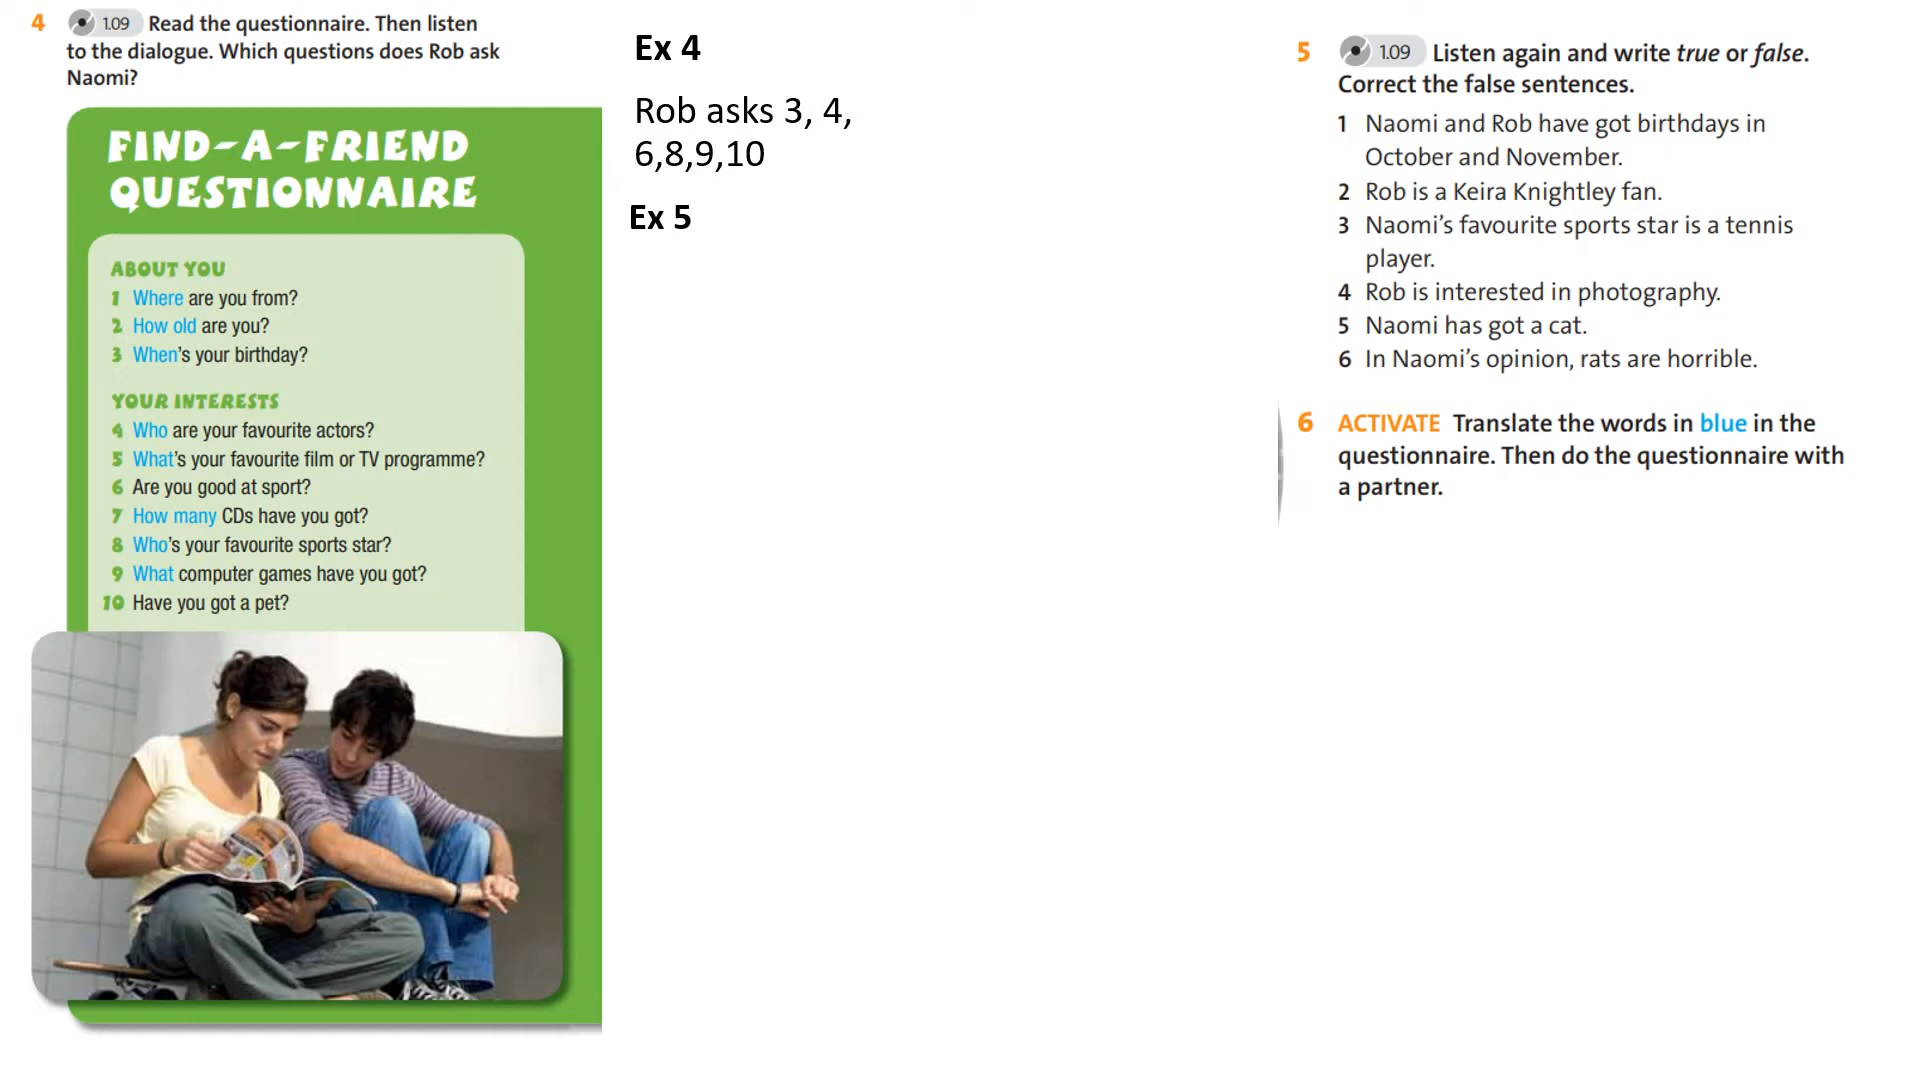 4 1.09 Read the questionnaire. Then listen
to the dialogue. Which questions does Rob ask
Naomi?
FIND-A-FRIEND
QUESTIONNAIRE
ABOUT YOU
1 Where are you from?
2 How old are you?
3 When's your birthday?
YOUR INTERESTS
4 Who are your favourite actors?
5 What's your favourite film or TV programme?
6 Are you good at sport?
7 How many CDs have you got?
8 Who's your favourite sports star?
9 What computer games have you got?
10 Have you got a pet?
Ex 4
Rob asks 3, 4,
6,8,9,10
Ex 5
5 1.09 Listen again and write true or false.
Correct the false sentences.
1 Naomi and Rob have got birthdays in
October and November.
2 Rob is a Keira Knightley fan.
3 Naomi's favourite sports star is a tennis
player.
4 Rob is interested in photography.
5 Naomi has got a cat.
6 In Naomi's opinion, rats are horrible.
6 ACTIVATE Translate the words in blue in the
questionnaire. Then do the questionnaire with
a partner.